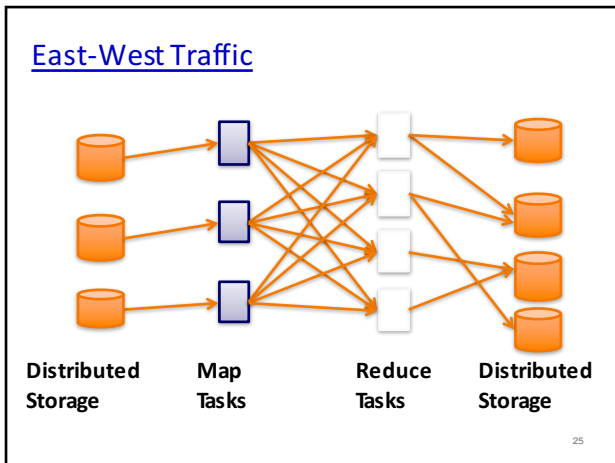 East-West Traffic
Distributed Storage
Map Tasks
Reduce Tasks
Distributed Storage
25